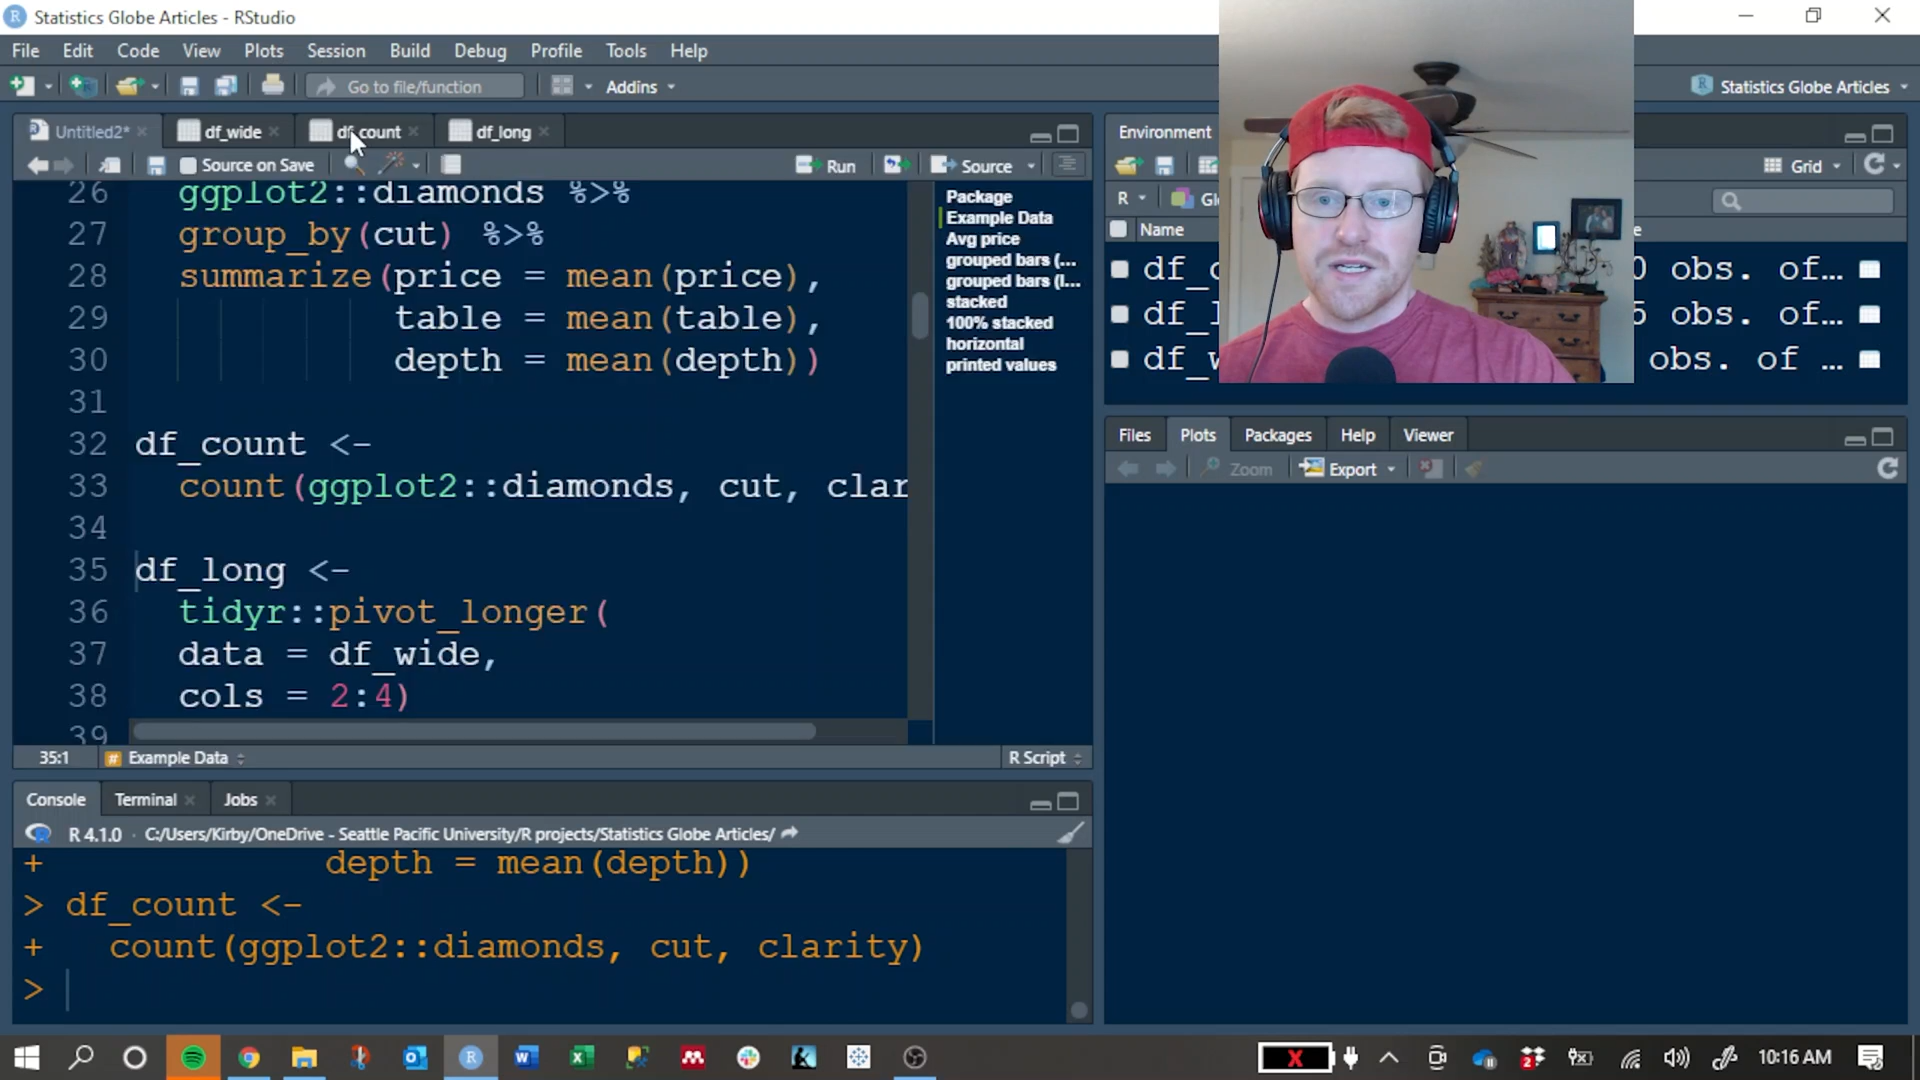 Statistics Globe Articles - RStudio
File Edit Code View Plots Session Build Debug Profile Tools Help
Go to file/function
Addins
Statistics Globe Articles
Untitled2*
df_wide
df_count
df_long
Source on Save
Run
Source
26 ggplot2::diamonds %>%
27 group_by(cut) %>%
28 summarize(price = mean(price),
29 table = mean(table),
30 depth = mean(depth))
31
32 df_count <-
33 count(ggplot2::diamonds, cut, clar
34
35 df_long <-
36 tidyr::pivot_longer(
37 data = df_wide,
38 cols = 2:4)
39
Package
Example Data
Avg price
grouped bars (...
grouped bars (l...
stacked
100% stacked
horizontal
printed values
35:1
Example Data
R Script
Console Terminal Jobs
R 4.1.0 · C:/Users/Kirby/OneDrive - Seattle Pacific University/R projects/Statistics Globe Articles/
+ depth = mean(depth))
> df_count <-
+ count(ggplot2::diamonds, cut, clarity)
>
Environment
Grid
R
Name
obs. of...
obs. of...
obs. of ...
Files Plots Packages Help Viewer
Zoom
Export
10:16 AM